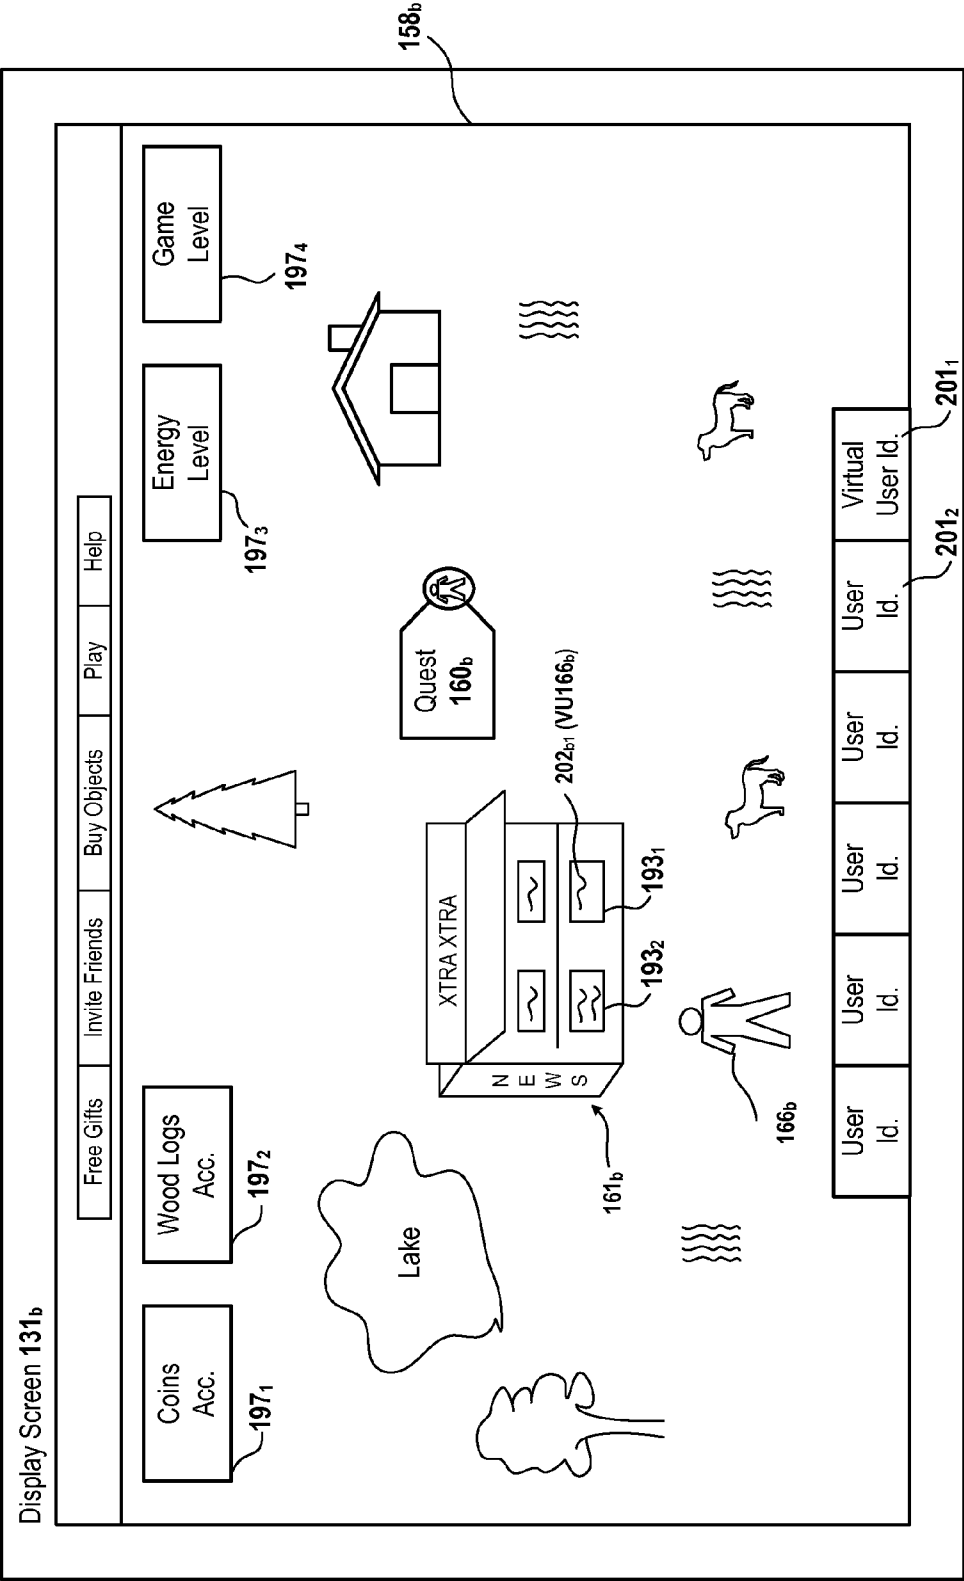 Display Screen 131b
158b
Free Gifts
Invite Friends
Buy Objects
Play
Help
Coins
Acc.
197₁
Wood Logs
Acc.
197₂
Energy
Level
197₃
Game
Level
197₄
Lake
XTRA XTRA
N
E
W
S
161b
193₂
193₁
202b1 (VU166b)
Quest
160b
166b
User
Id.
User
Id.
User
Id.
User
Id.
User
Id.
201₂
Virtual
User Id.
201₁